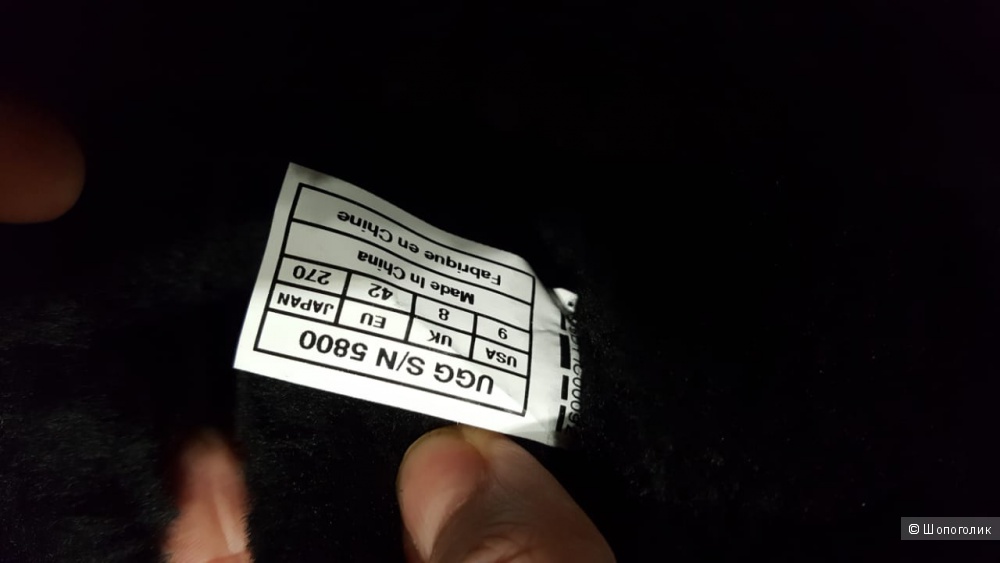 UGG S/N 5800
USA UK EU JAPAN
9 8 42 270
Made In China
Fabrique en Chine
© Шопоголик